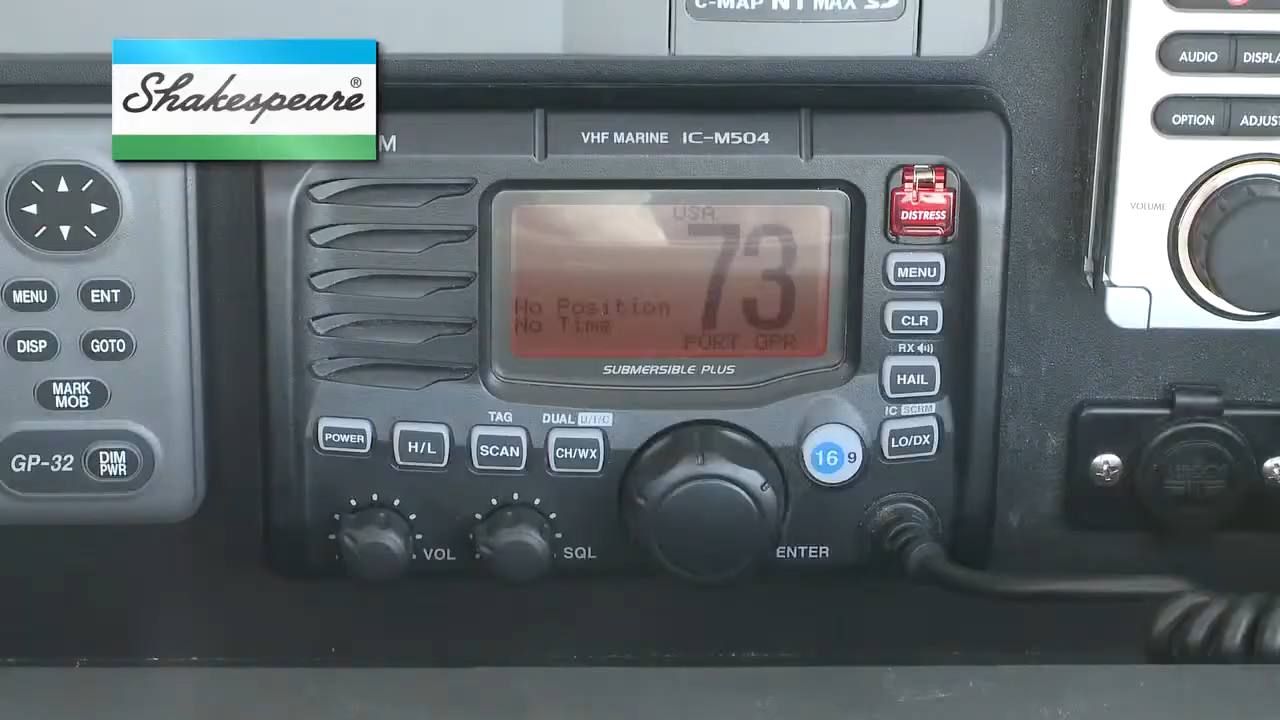 C-MAP NT MAX SD
Shakespeare®
M
VHF MARINE IC-M504
AUDIO
OPTION
VOLUME
DISTRESS
USA
73
No Position
No Time
PORT OPR
SUBMERSIBLE PLUS
MENU
CLR
RX
HAIL
IC SCRM
LO/DX
MENU
ENT
DISP
GOTO
MARK
MOB
GP-32
DIM
PWR
POWER
H/L
TAG
SCAN
DUAL U/I/C
CH/WX
16 9
VOL
SQL
ENTER